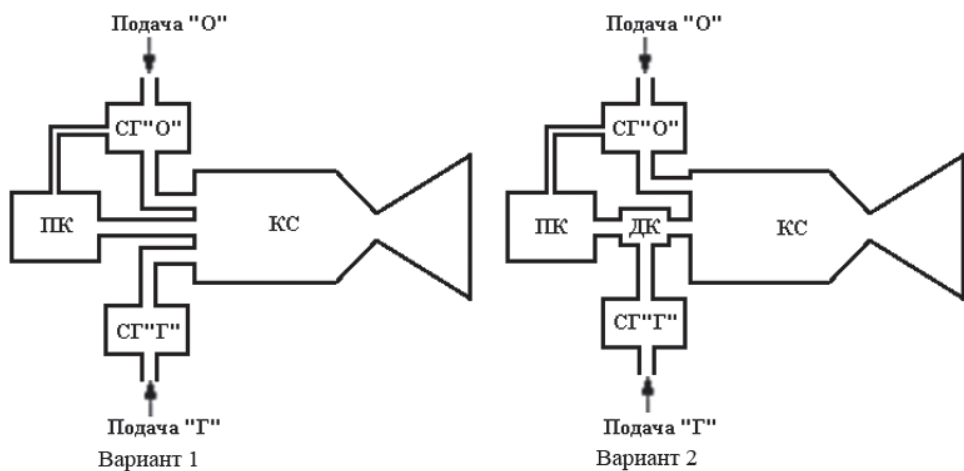 Подача "О"
СГ"О"
ПК
КС
СГ"Г"
Подача "Г"
Вариант 1
Подача "О"
СГ"О"
ПК
ДК
КС
СГ"Г"
Подача "Г"
Вариант 2